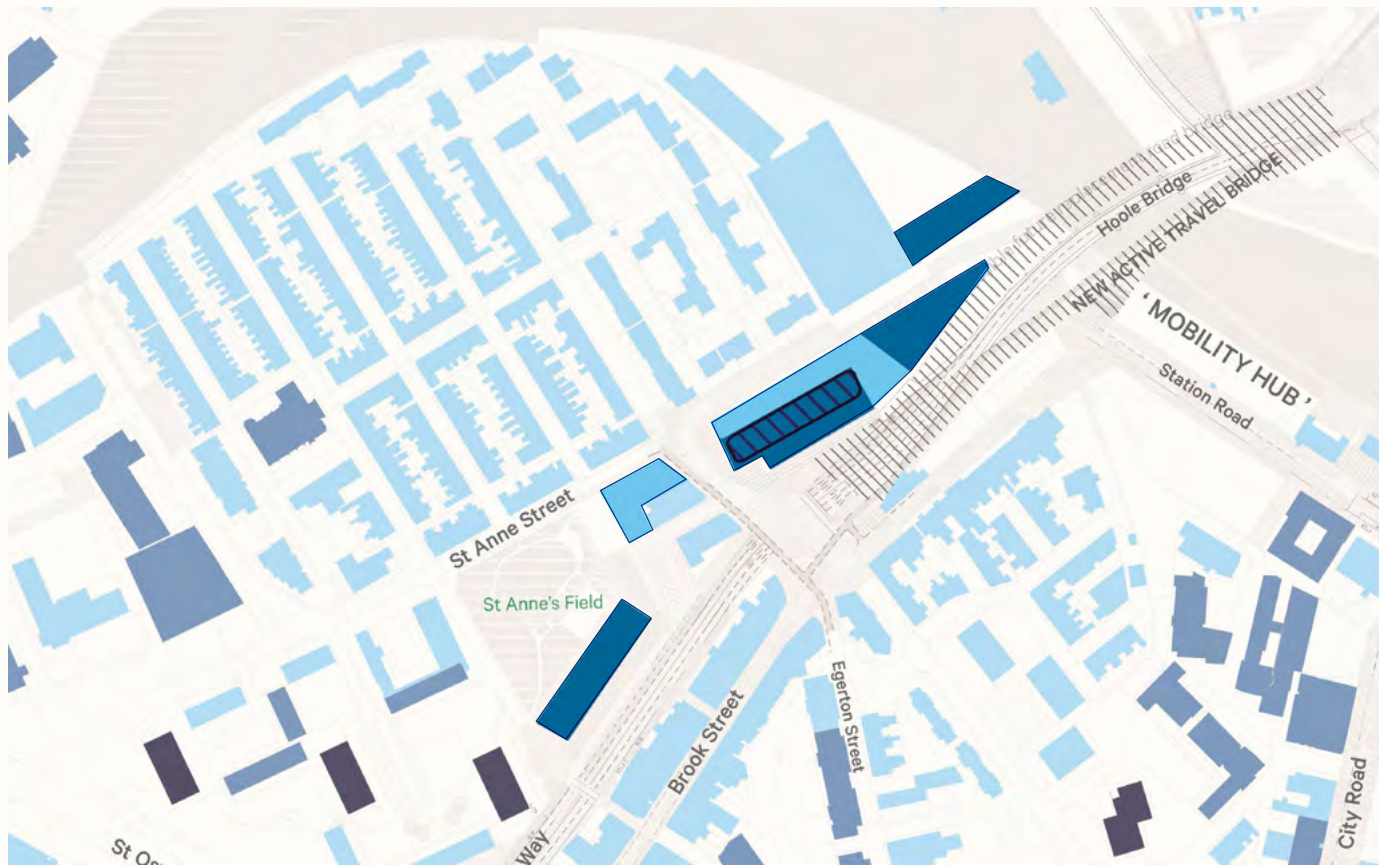 Hoole Bridge
NEW ACTIVE TRAVEL BRIDGE
' MOBILITY HUB '
Station Road
St Anne Street
St Anne's Field
Egerton Street
Brook Street
City Road
Way